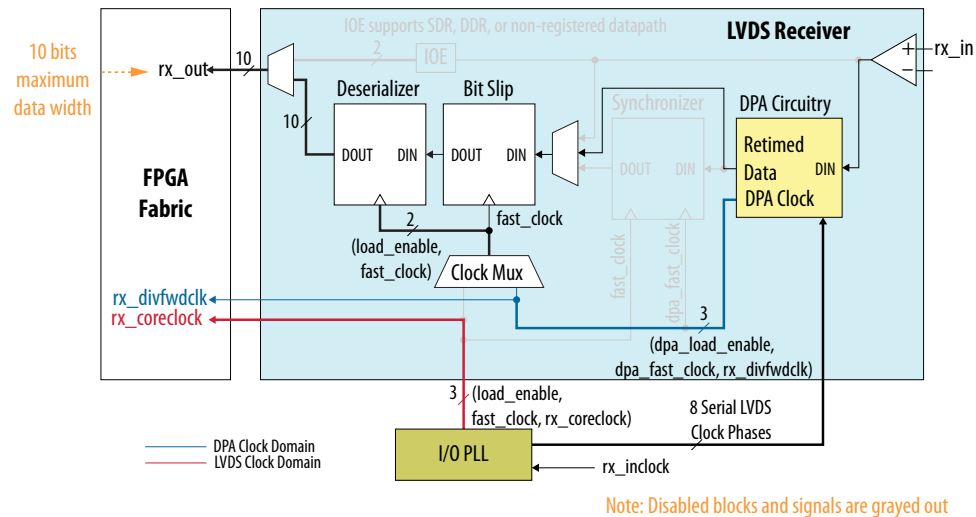 IOE supports SDR, DDR, or non-registered datapath
LVDS Receiver
10 bits
maximum
data width
rx_out
10
2
IOE
+
−
rx_in
Deserializer
Bit Slip
Synchronizer
DPA Circuitry
10
DOUT
DIN
DOUT
DIN
DOUT
DIN
Retimed
Data
DIN
DPA Clock
FPGA
Fabric
2
fast_clock
(load_enable,
fast_clock)
Clock Mux
fast_clock
dpa_fast_clock
rx_divfwdclk
rx_coreclock
3
(dpa_load_enable,
dpa_fast_clock, rx_divfwdclk)
3
(load_enable,
fast_clock, rx_coreclock)
8 Serial LVDS
Clock Phases
DPA Clock Domain
LVDS Clock Domain
I/O PLL
rx_inclock
Note: Disabled blocks and signals are grayed out